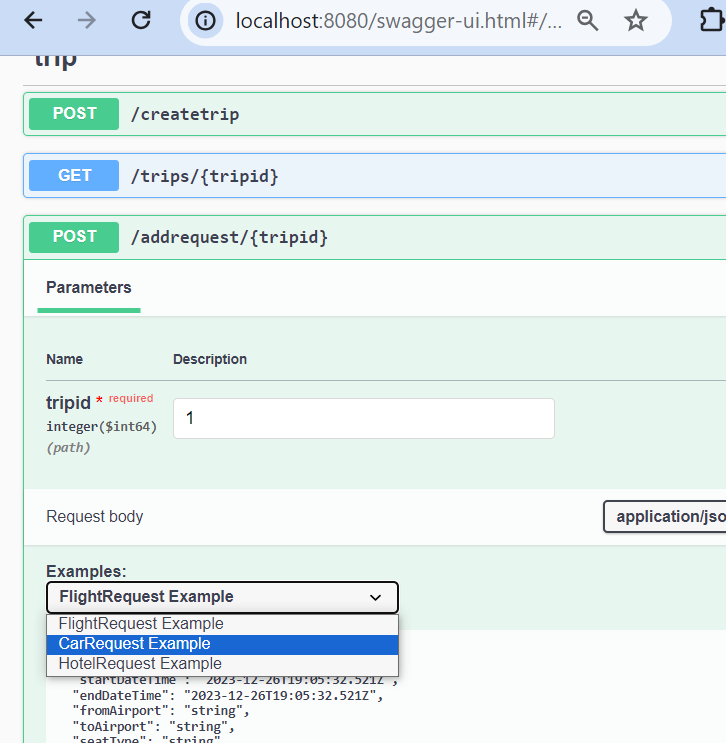 localhost:8080/swagger-ui.html#/...
trip
POST /createtrip
GET /trips/{tripid}
POST /addrequest/{tripid}
Parameters
Name Description
tripid * required
1
integer($int64)
(path)
Request body
application/jso
Examples:
FlightRequest Example
FlightRequest Example
CarRequest Example
HotelRequest Example
"startDateTime": "2023-12-26T19:05:32.521Z",
"endDateTime": "2023-12-26T19:05:32.521Z",
"fromAirport": "string",
"toAirport": "string",
"seatType": "string"